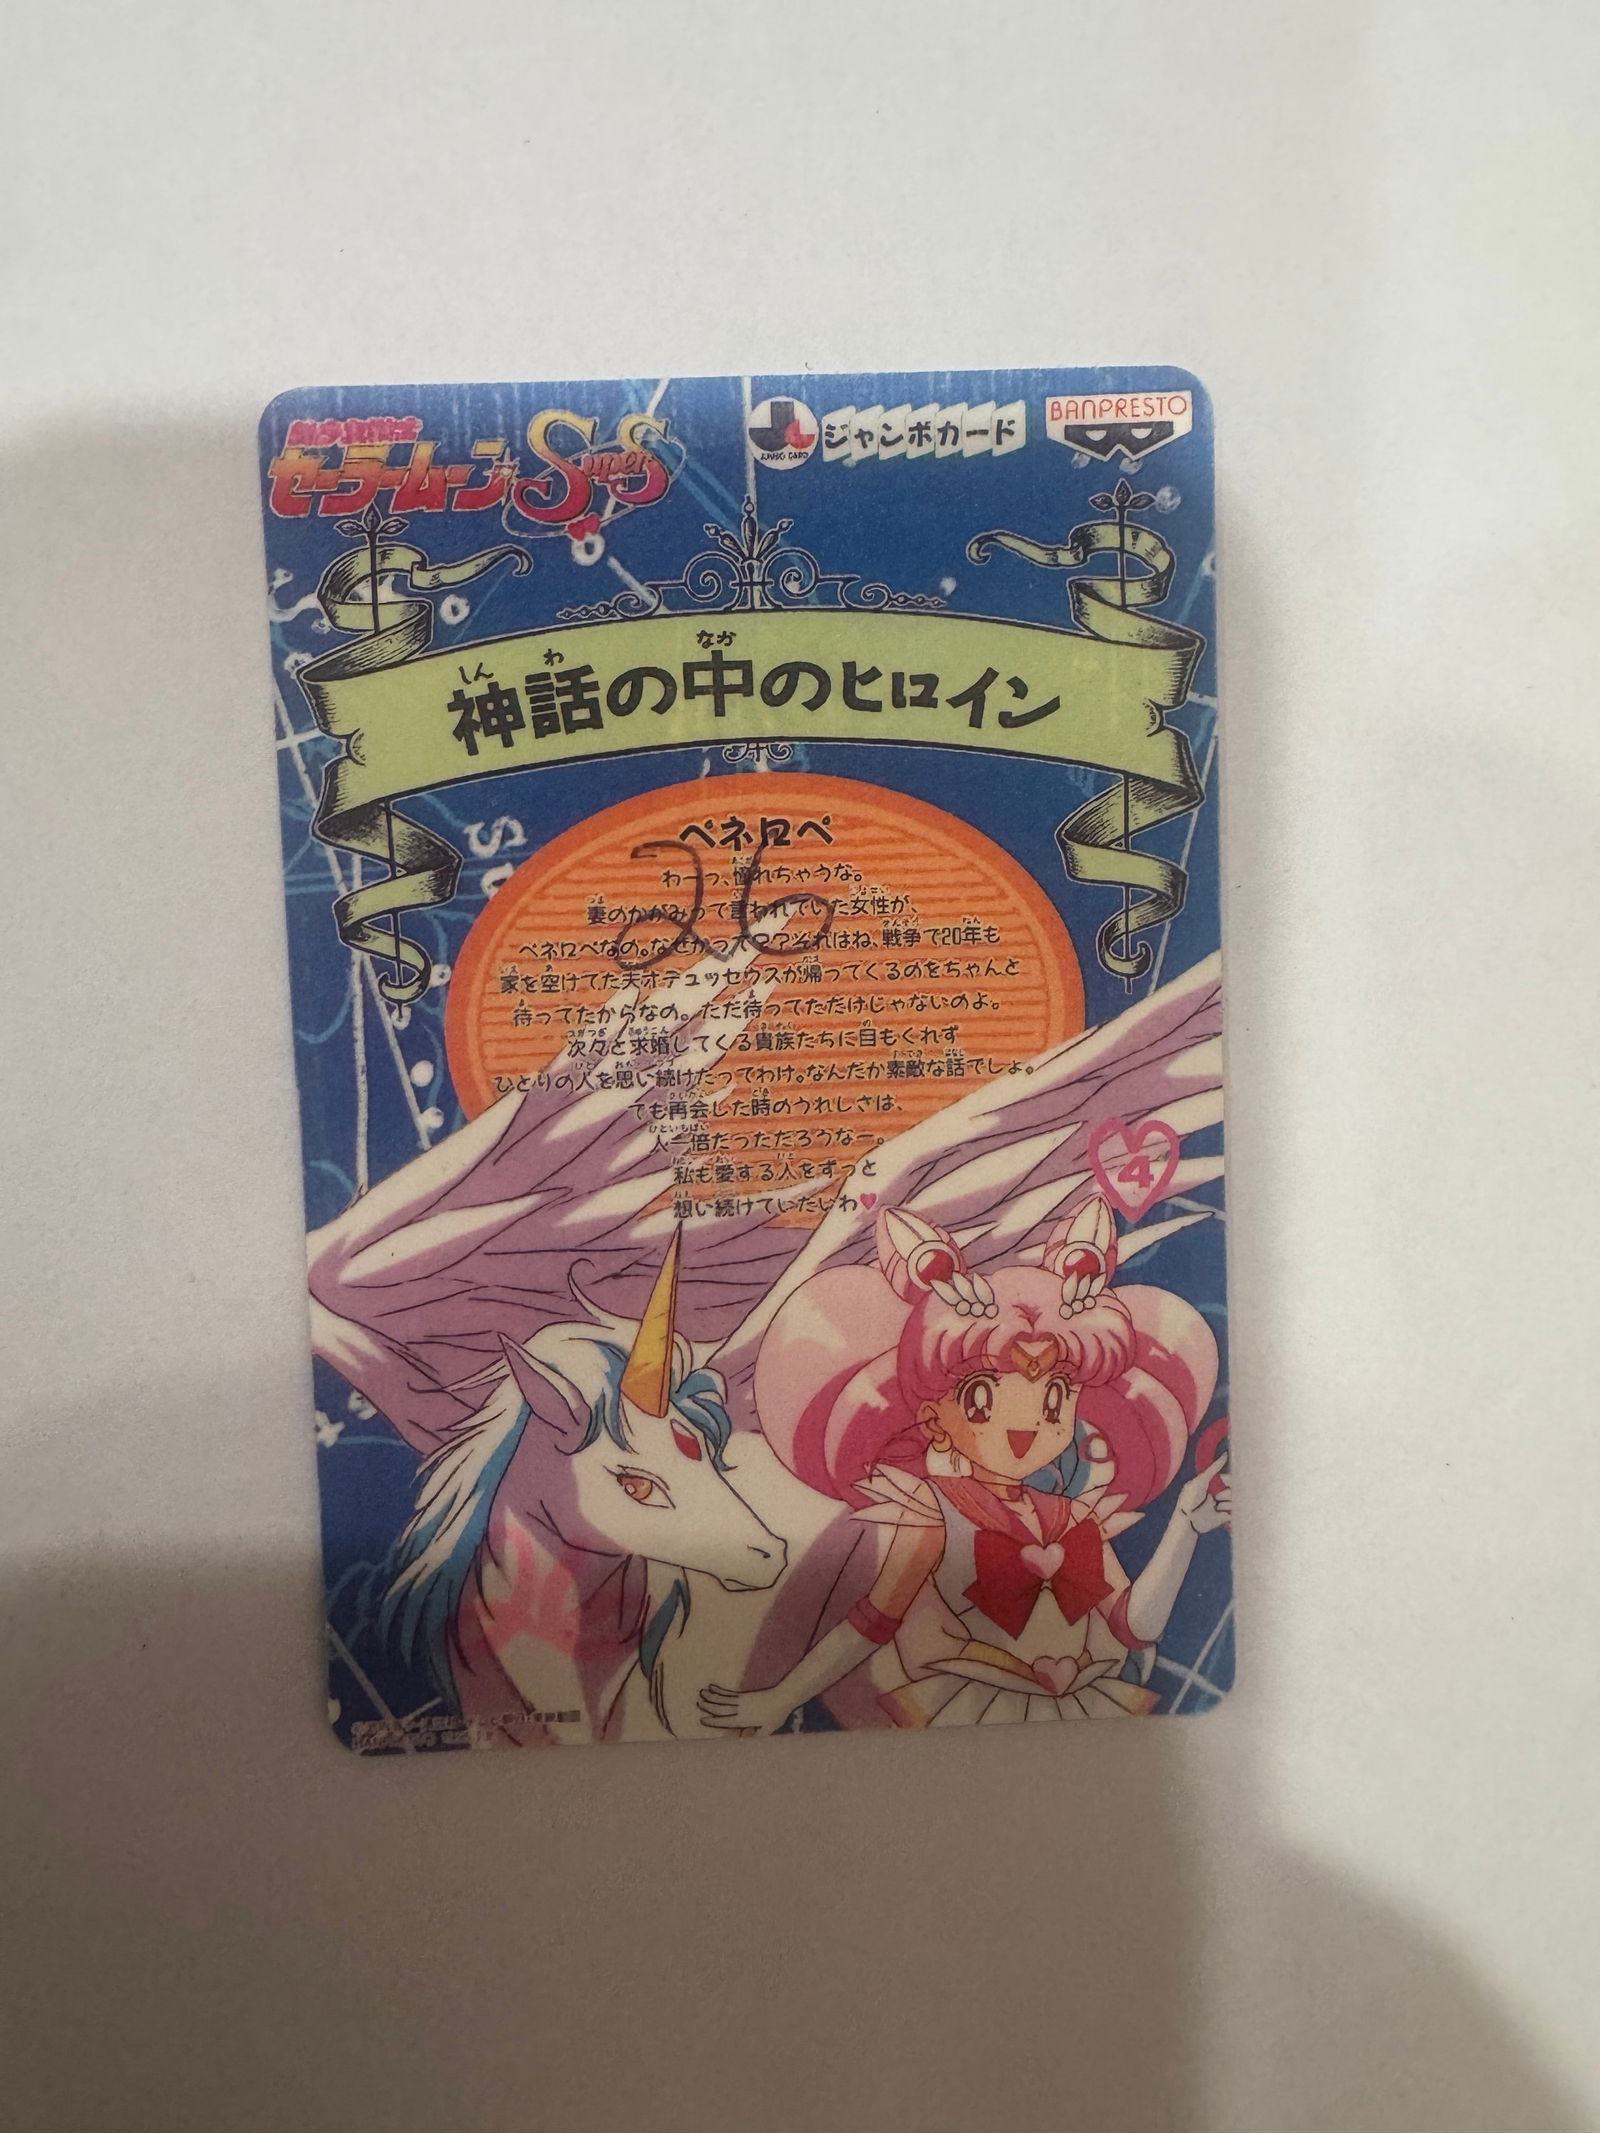 美少女戦士
セーラームーン SuperS
JUMBO CARD
ジャンボカード
BANPRESTO
しん わ なか
神話の中のヒロイン
ペネロペ
26
わーっ、憧れちゃうな。
妻のかがみって言われていた女性が、
ペネロペなの。なぜかって??それはね、戦争で20年も
家を空けてた夫オデュッセウスが帰ってくるのをちゃんと
待ってたからなの。ただ待ってただけじゃないのよ。
次々と求婚してくる貴族たちに目もくれず
ひとりの人を思い続けたってわけ。なんだか素敵な話でしょ。
でも再会した時のうれしさは、
人一倍だっただろうなー。
私も愛する人をずっと
想い続けていたいわ♥
4